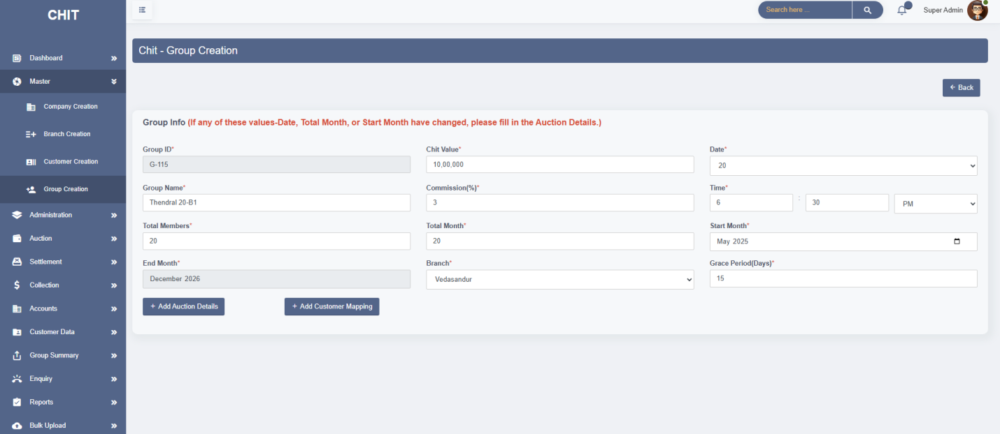 CHIT
Search here ...
Super Admin
Dashboard
Master
Company Creation
Branch Creation
Customer Creation
Group Creation
Administration
Auction
Settlement
Collection
Accounts
Customer Data
Group Summary
Enquiry
Reports
Bulk Upload
Chit - Group Creation
Back
Group Info (If any of these values-Date, Total Month, or Start Month have changed, please fill in the Auction Details.)
Group ID* Chit Value* Date*
G-115 10,00,000 20
Group Name* Commission(%)* Time*
Thendral 20-B1 3 6 : 30 PM
Total Members* Total Month* Start Month*
20 20 May 2025
End Month* Branch* Grace Period(Days)*
December 2026 Vedasandur 15
+ Add Auction Details + Add Customer Mapping